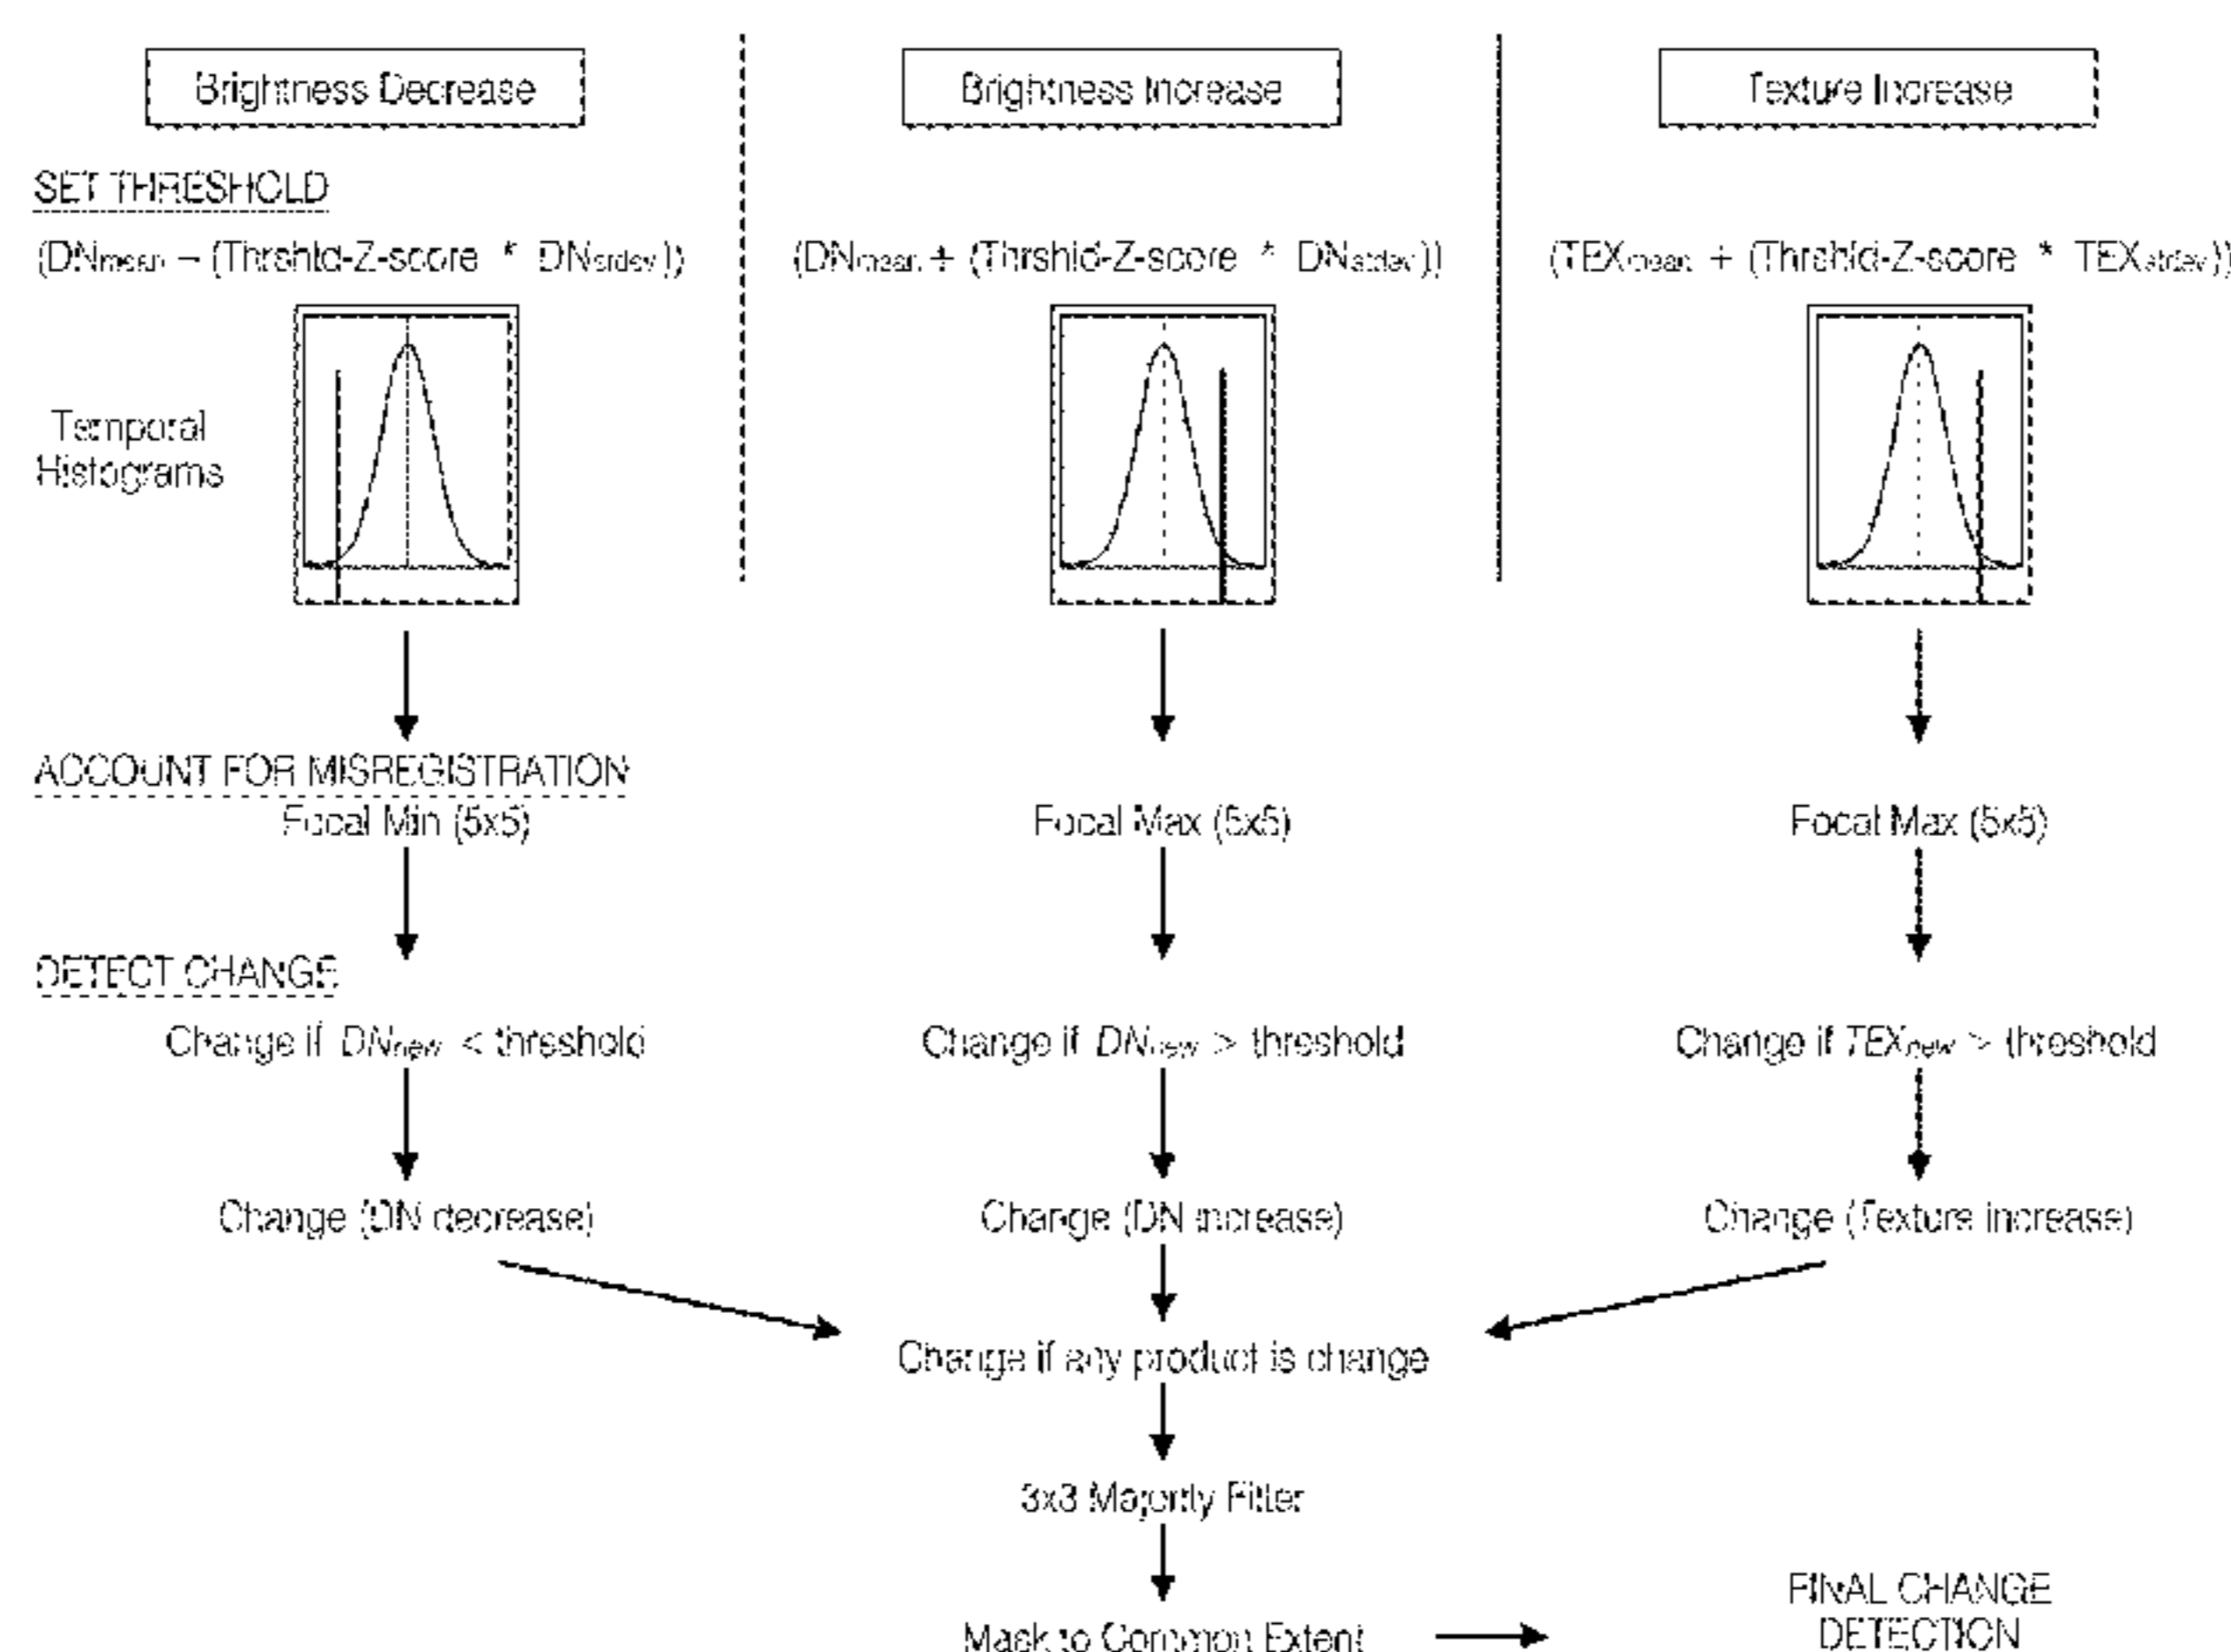 Brightness Decrease
Brightness Increase
Texture Increase
SET THRESHOLD
(DNmean – (Thrshld-Z-score * DNstdev))
(DNmean + (Thrshld-Z-score * DNstdev))
(TEXmean + (Thrshld-Z-score * TEXstdev))
Temporal
Histograms
ACCOUNT FOR MISREGISTRATION
Focal Min (5x5)
Focal Max (5x5)
Focal Max (5x5)
DETECT CHANGE
Change if DNnew < threshold
Change if DNnew > threshold
Change if TEXnew > threshold
Change (DN decrease)
Change (DN increase)
Change (Texture increase)
Change if any product is change
3x3 Majority Filter
Mask to Common Extent
FINAL CHANGE
DETECTION